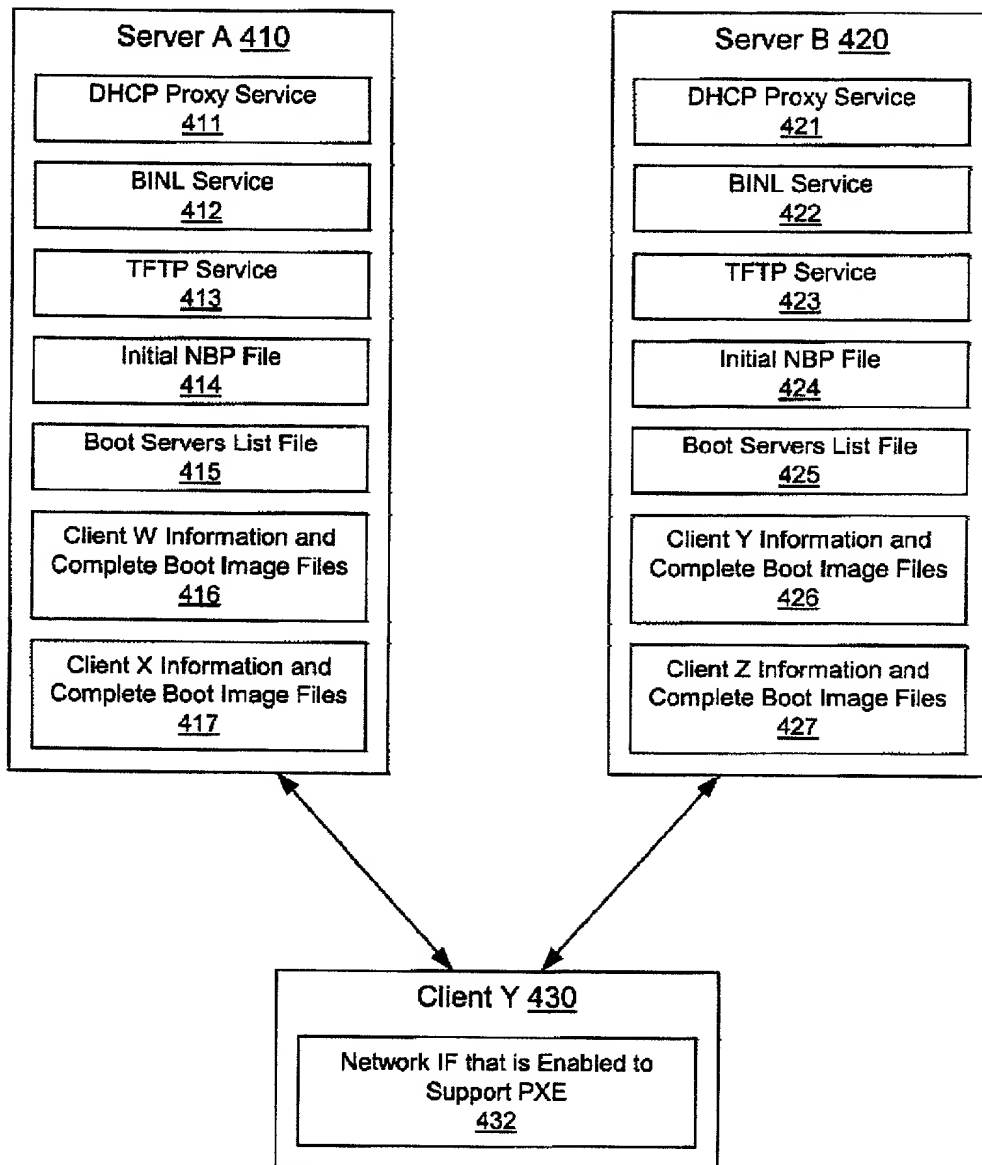 Server A 410
DHCP Proxy Service
411
BINL Service
412
TFTP Service
413
Initial NBP File
414
Boot Servers List File
415
Client W Information and
Complete Boot Image Files
416
Client X Information and
Complete Boot Image Files
417
Server B 420
DHCP Proxy Service
421
BINL Service
422
TFTP Service
423
Initial NBP File
424
Boot Servers List File
425
Client Y Information and
Complete Boot Image Files
426
Client Z Information and
Complete Boot Image Files
427
Client Y 430
Network IF that is Enabled to
Support PXE
432